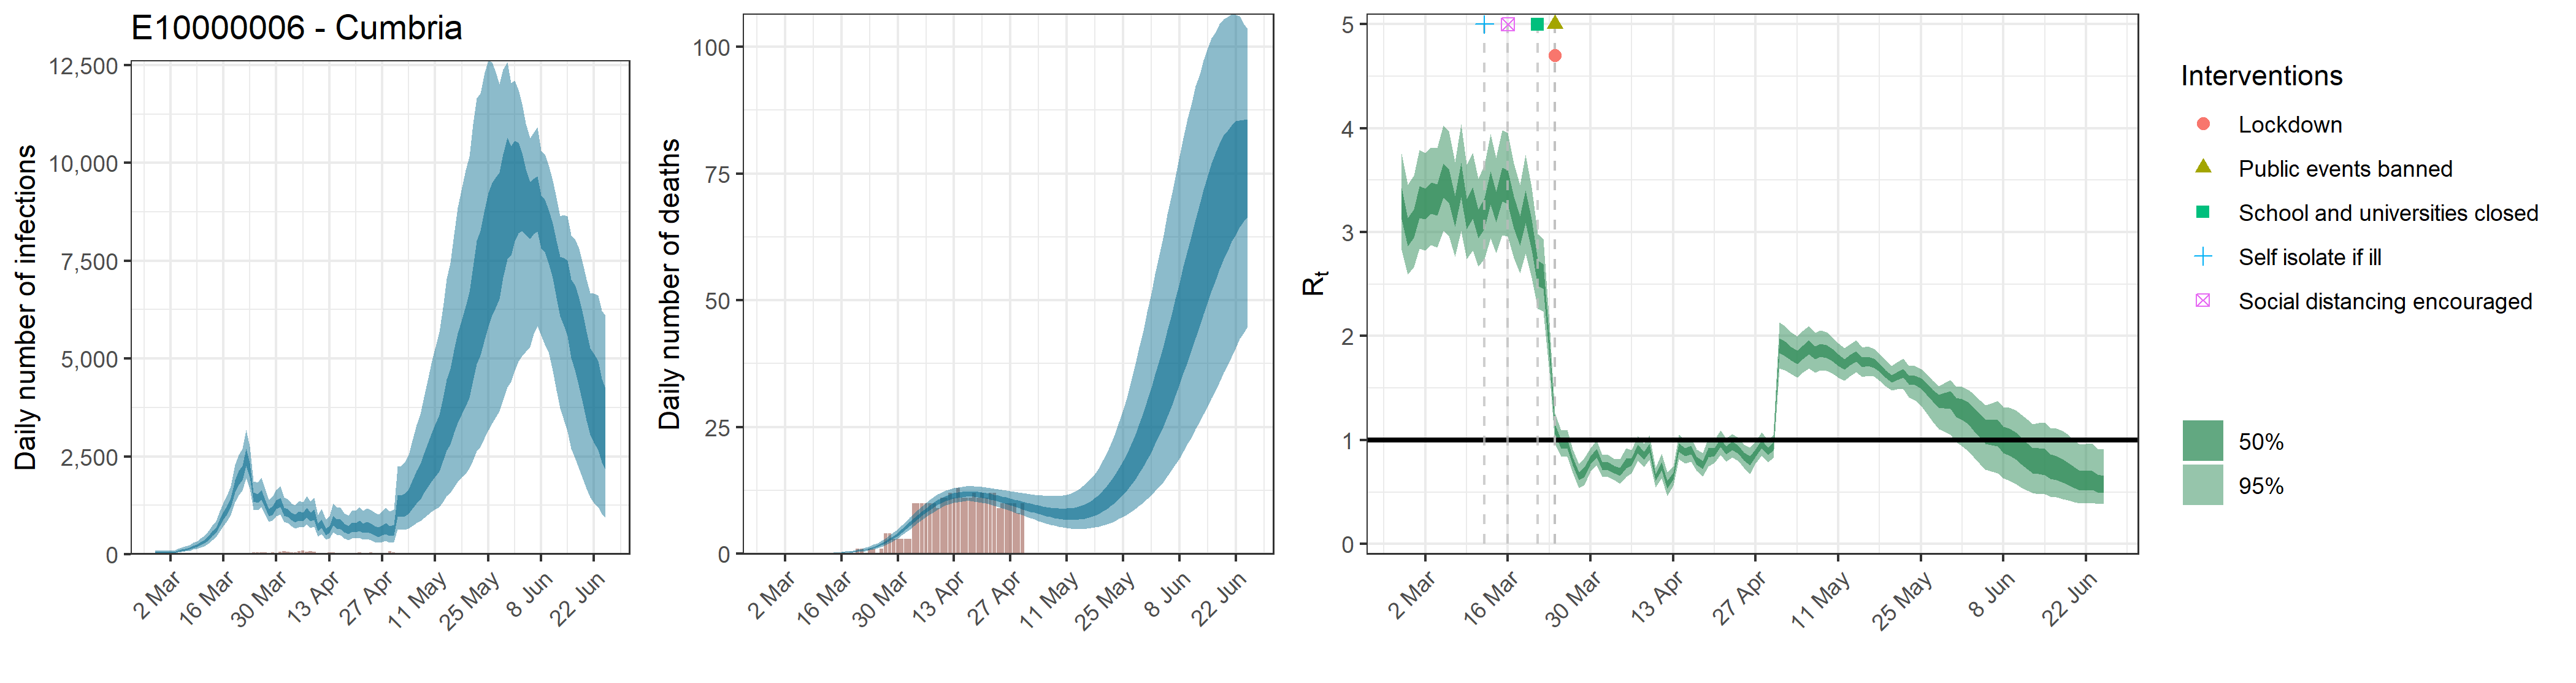 E10000006 - Cumbria
Daily number of infections
12,500
10,000
7,500
5,000
2,500
0
2 Mar
16 Mar
30 Mar
13 Apr
27 Apr
11 May
25 May
8 Jun
22 Jun
Daily number of deaths
100
75
50
25
0
2 Mar
16 Mar
30 Mar
13 Apr
27 Apr
11 May
25 May
8 Jun
22 Jun
Rt
5
4
3
2
1
0
2 Mar
16 Mar
30 Mar
13 Apr
27 Apr
11 May
25 May
8 Jun
22 Jun
Interventions
Lockdown
Public events banned
School and universities closed
Self isolate if ill
Social distancing encouraged
50%
95%